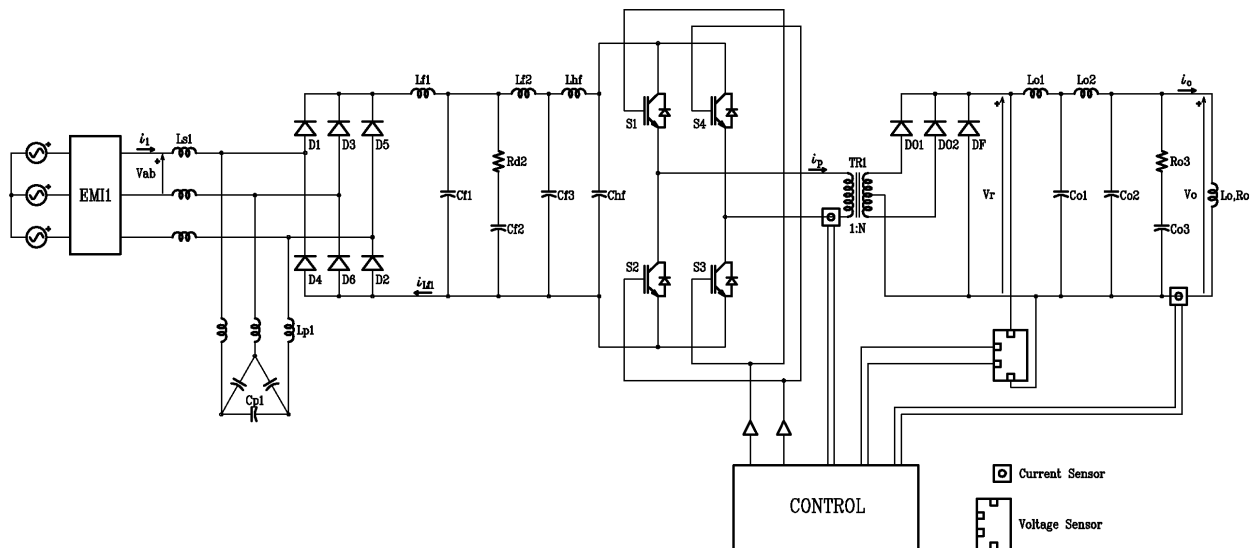 Lf1
Lf2
Lhf
Lo1
Lo2
io
i1
Ls1
+
+
+
+
Vab
EMI1
D1
D3
D5
D4
D6
D2
iLf1
Lp1
Cp1
Cf1
Rd2
Cf2
Cf3
Chf
S1
S4
S2
S3
ip
TR1
1:N
DO1
DO2
DF
+
Vr
Co1
Co2
Ro3
Co3
+
Vo
Lo,Ro
CONTROL
Current Sensor
Voltage Sensor